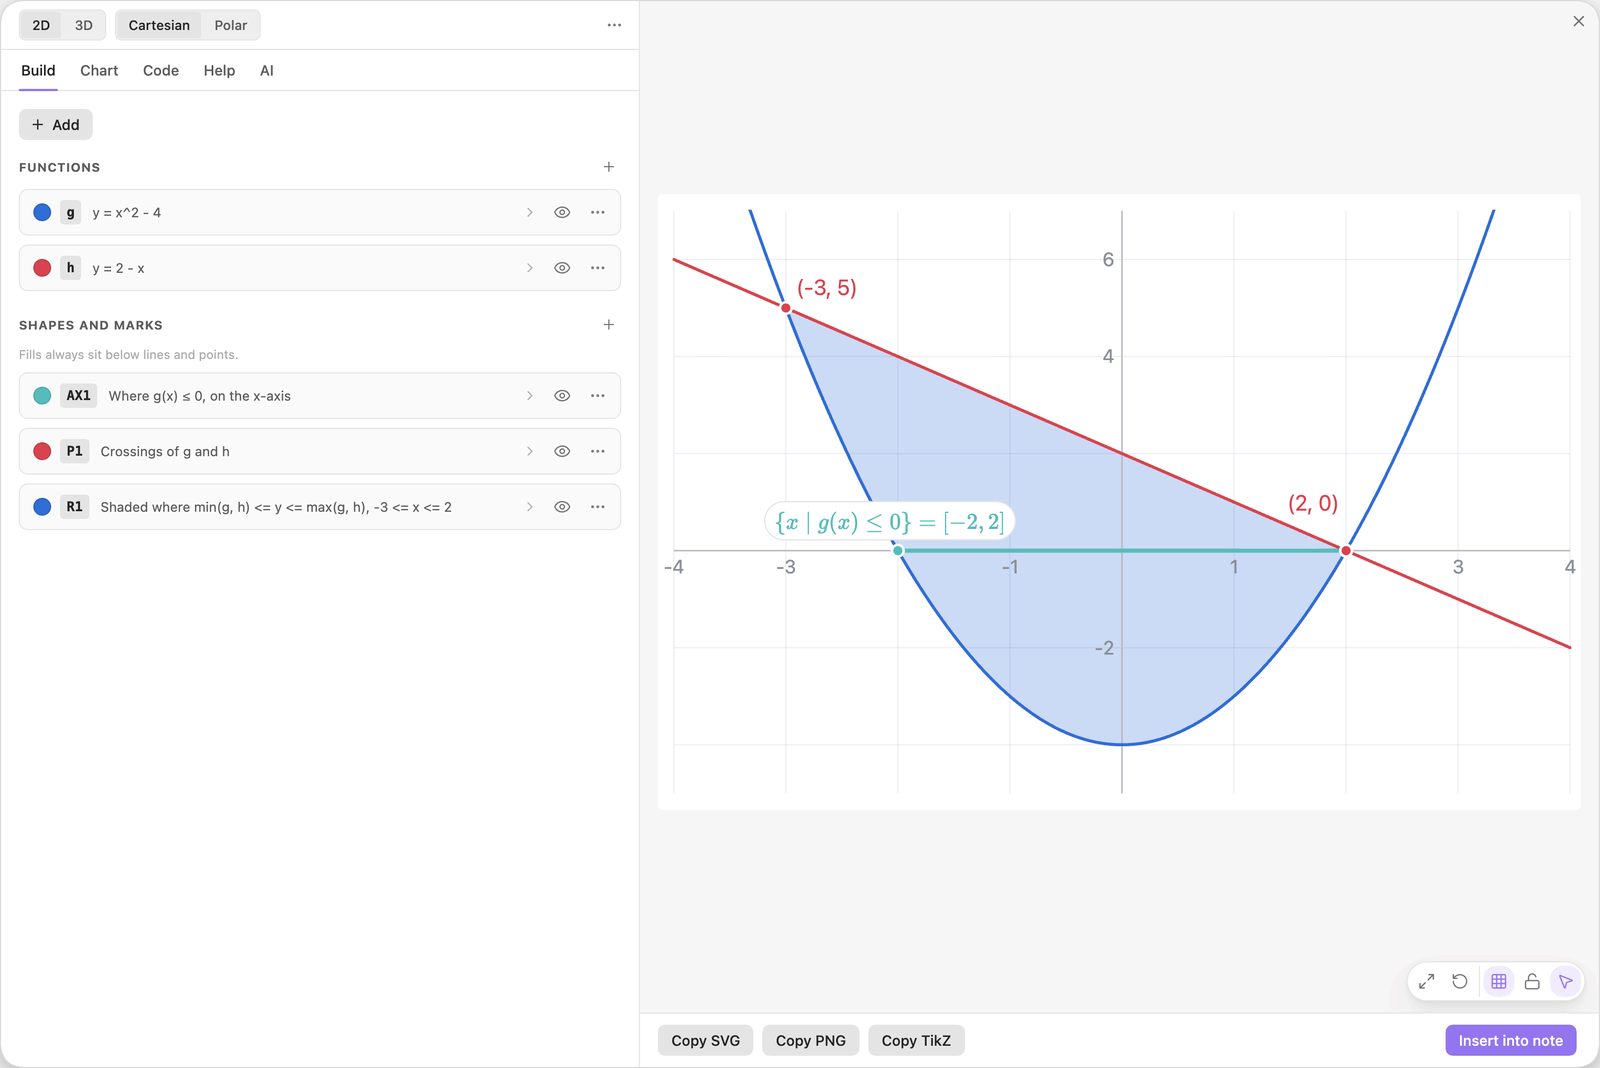 2D 3D Cartesian Polar
Build Chart Code Help AI
+ Add
FUNCTIONS
g y = x^2 - 4
h y = 2 - x
SHAPES AND MARKS
Fills always sit below lines and points.
AX1 Where g(x) ≤ 0, on the x-axis
P1 Crossings of g and h
R1 Shaded where min(g, h) <= y <= max(g, h), -3 <= x <= 2
6
(-3, 5)
4
(2, 0)
{x | g(x) ≤ 0} = [−2, 2]
-4 -3 -1 1 3 4
-2
Copy SVG Copy PNG Copy TikZ Insert into note